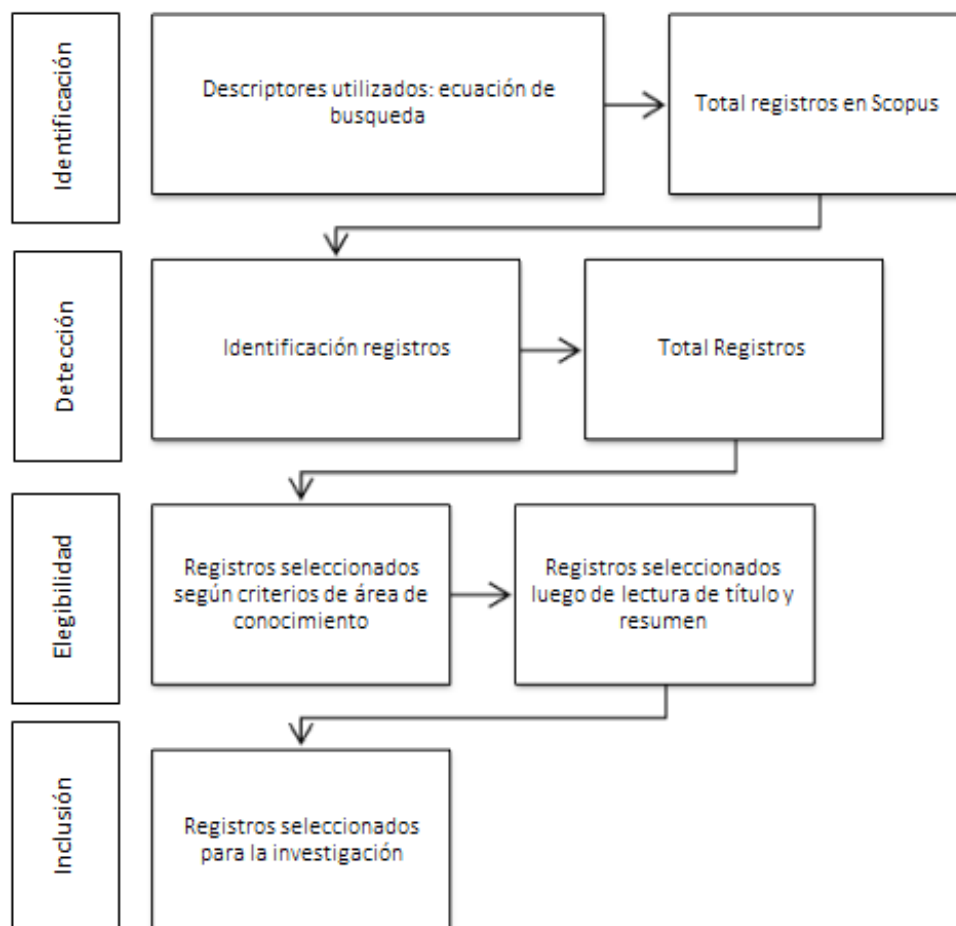 Identificación
Descriptores utilizados: ecuación de
busqueda
Total registros en Scopus
Detección
Identificación registros
Total Registros
Elegibilidad
Registros seleccionados
según criterios de área de
conocimiento
Registros seleccionados
luego de lectura de título y
resumen
Inclusión
Registros seleccionados
para la investigación